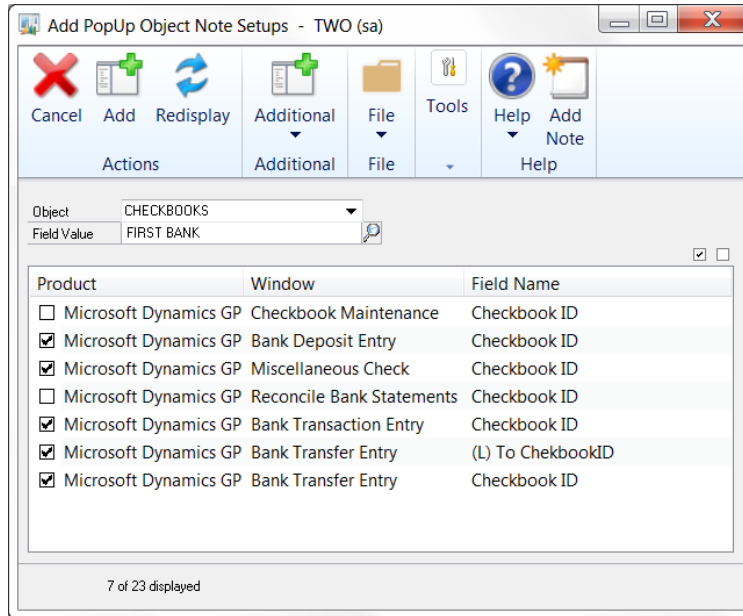 Add PopUp Object Note Setups - TWO (sa)
Cancel Add Redisplay Additional File Tools Help Add Note
Actions Additional File Help
Object CHECKBOOKS
Field Value FIRST BANK
Product Window Field Name
Microsoft Dynamics GP Checkbook Maintenance Checkbook ID
Microsoft Dynamics GP Bank Deposit Entry Checkbook ID
Microsoft Dynamics GP Miscellaneous Check Checkbook ID
Microsoft Dynamics GP Reconcile Bank Statements Checkbook ID
Microsoft Dynamics GP Bank Transaction Entry Checkbook ID
Microsoft Dynamics GP Bank Transfer Entry (L) To ChekbookID
Microsoft Dynamics GP Bank Transfer Entry Checkbook ID
7 of 23 displayed